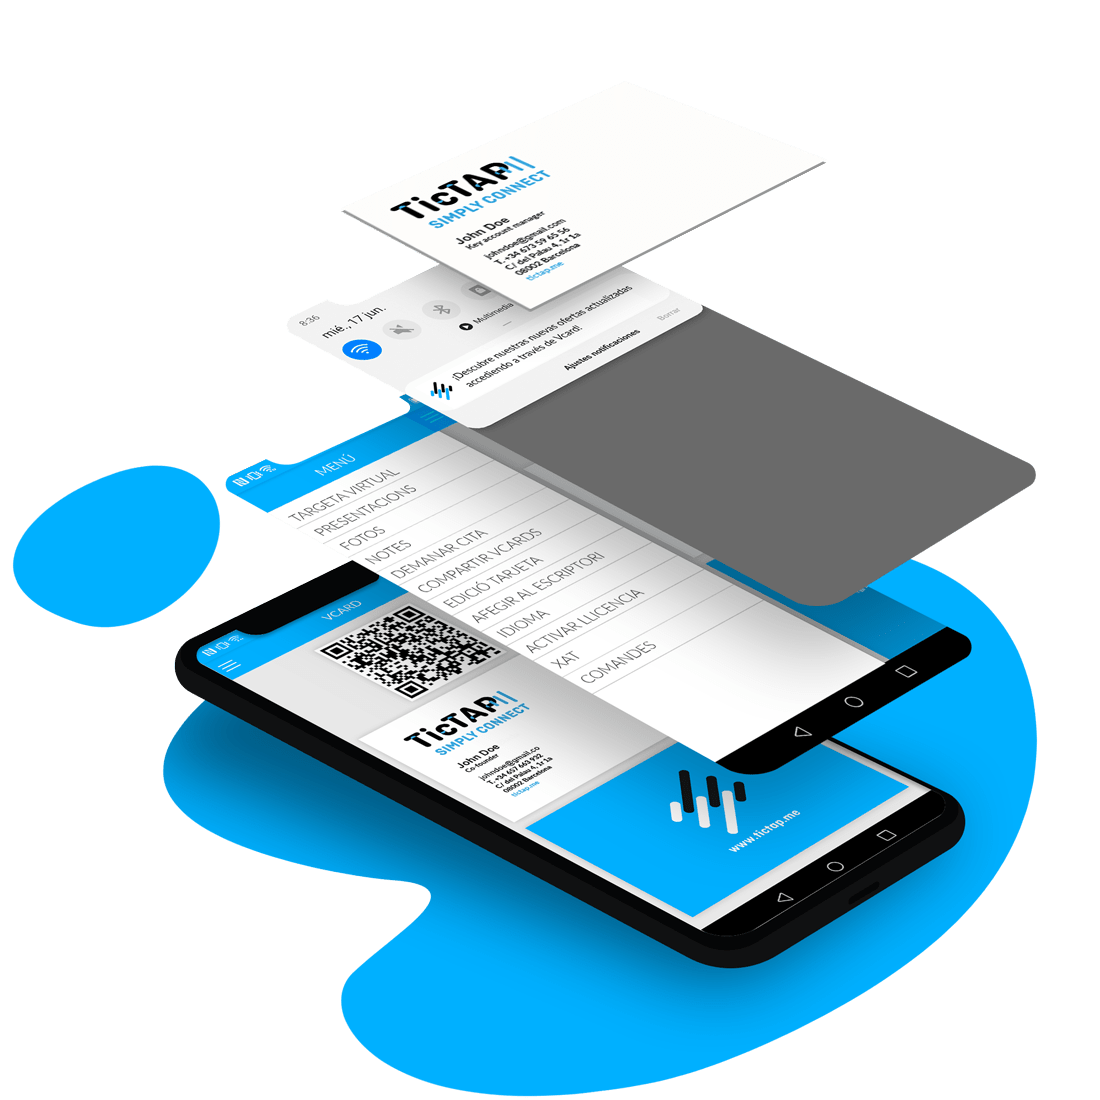 TicTAP
SIMPLY CONNECT
John Doe
Key account manager
johndoe@gmail.com
T. +34 673 59 65 56
C/ del Palau 4, 1r 1a
08002 Barcelona
tictap.me
8:36
mié., 17 jun.
Multimedia
¡Descubre nuestras nuevas ofertas actualizadas
accediendo a través de Vcard!
Ajustes notificaciones
Borrar
MENÚ
TARGETA VIRTUAL
PRESENTACIONS
FOTOS
NOTES
DEMANAR CITA
COMPARTIR VCARDS
EDICIÓ TARJETA
AFEGIR AL ESCRIPTORI
IDIOMA
ACTIVAR LLICENCIA
XAT
COMANDES
VCARD
TicTAP
SIMPLY CONNECT
John Doe
Co-founder
johndoe@gmail.co
T. +34 657 663 932
C/ del Palau 4, 1r 1a
08002 Barcelona
tictap.me
www.tictap.me